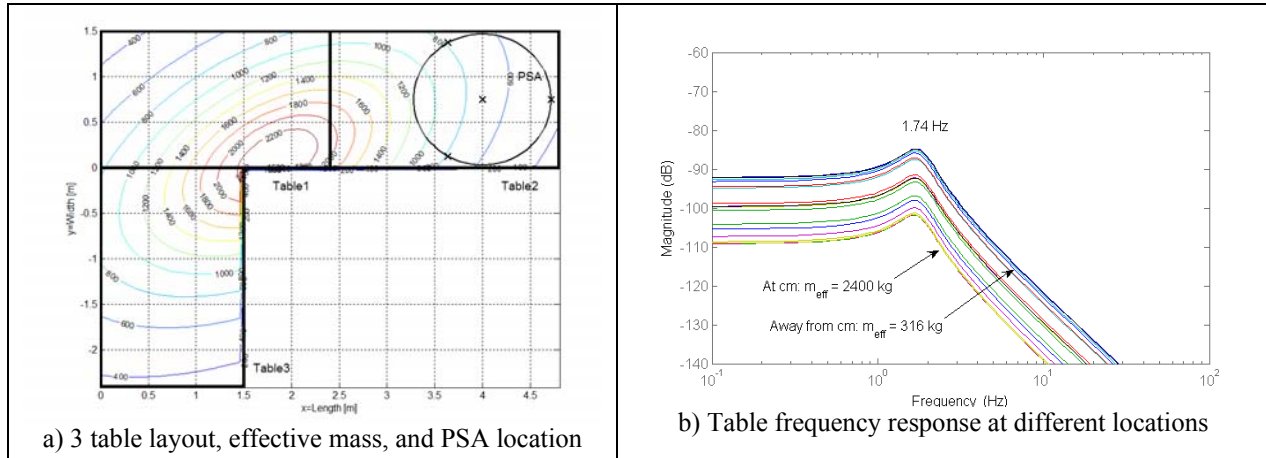 1.5
1
0.5
0
-0.5
-1
-1.5
-2
y=Width [m]
0 0.5 1 1.5 2 2.5 3 3.5 4 4.5
x=Length [m]
400
600
800
1000
1200
1400
1600
1800
2000
2200
PSA
Table1
Table2
Table3
a) 3 table layout, effective mass, and PSA location
-60
-70
-80
-90
-100
-110
-120
-130
-140
Magnitude (dB)
1.74 Hz
At cm: m_eff = 2400 kg
Away from cm: m_eff = 316 kg
10^-1 10^0 10^1 10^2
Frequency (Hz)
b) Table frequency response at different locations